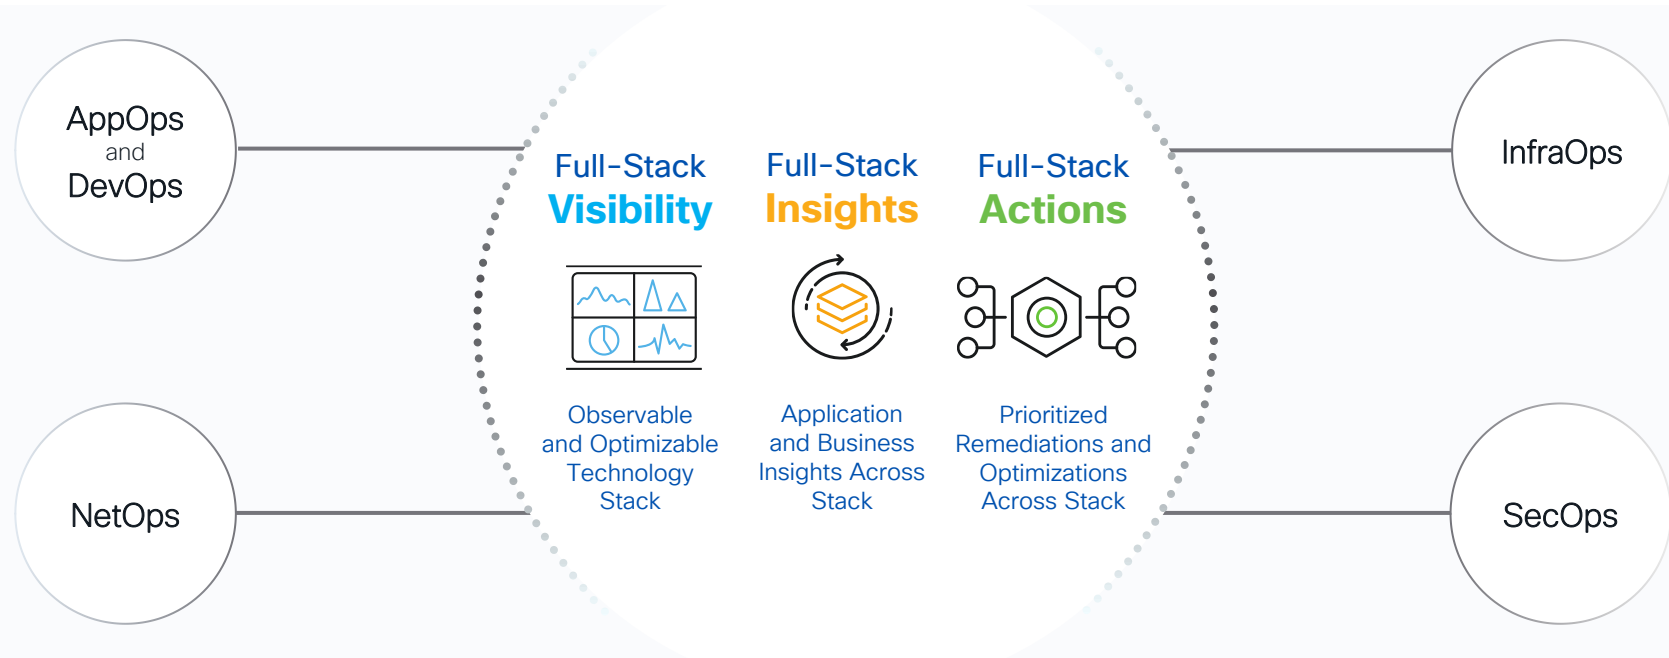 AppOps
and
DevOps
NetOps
Full-Stack
Visibility
Observable
and Optimizable
Technology
Stack
Full-Stack
Insights
Application
and Business
Insights Across
Stack
Full-Stack
Actions
Prioritized
Remediations and
Optimizations
Across Stack
InfraOps
SecOps